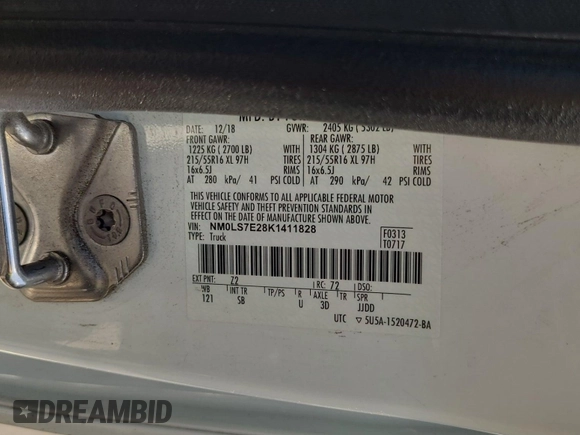 DATE: 12/18 GVWR: 2405 KG ( 5302 LB)
FRONT GAWR: REAR GAWR:
1225 KG ( 2700 LB) WITH 1304 KG ( 2875 LB) WITH
215/55R16 XL 97H TIRES 215/55R16 XL 97H TIRES
16x6.5J RIMS 16x6.5J RIMS
AT 280 kPa/ 41 PSI COLD AT 290 kPa/ 42 PSI COLD
THIS VEHICLE CONFORMS TO ALL APPLICABLE FEDERAL MOTOR
VEHICLE SAFETY AND THEFT PREVENTION STANDARDS IN
EFFECT ON THE DATE OF MANUFACTURE SHOWN ABOVE.
VIN: NM0LS7E28K1411828 F0313
TYPE: Truck T0717
EXT PNT: Z2 RC: 72 DSO:
WB INT TR TP/PS R AXLE TR SPR
121 SB U 3D JJDD
UTC ▽ 5U5A-1520472-BA
DREAMBID